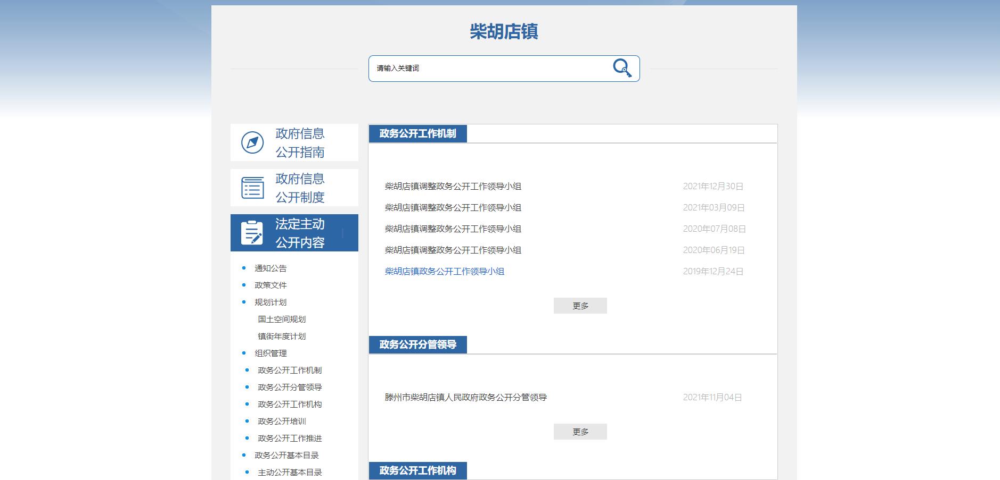 柴胡店镇
请输入关键词
政府信息
公开指南
政府信息
公开制度
法定主动
公开内容
通知公告
政策文件
规划计划
国土空间规划
镇街年度计划
组织管理
政务公开工作机制
政务公开分管领导
政务公开工作机构
政务公开培训
政务公开工作推进
政务公开基本目录
主动公开基本目录
政务公开工作机制
柴胡店镇调整政务公开工作领导小组 2021年12月30日
柴胡店镇调整政务公开工作领导小组 2021年03月09日
柴胡店镇调整政务公开工作领导小组 2020年07月08日
柴胡店镇调整政务公开工作领导小组 2020年06月19日
柴胡店镇政务公开工作领导小组 2019年12月24日
更多
政务公开分管领导
滕州市柴胡店镇人民政府政务公开分管领导 2021年11月04日
更多
政务公开工作机构